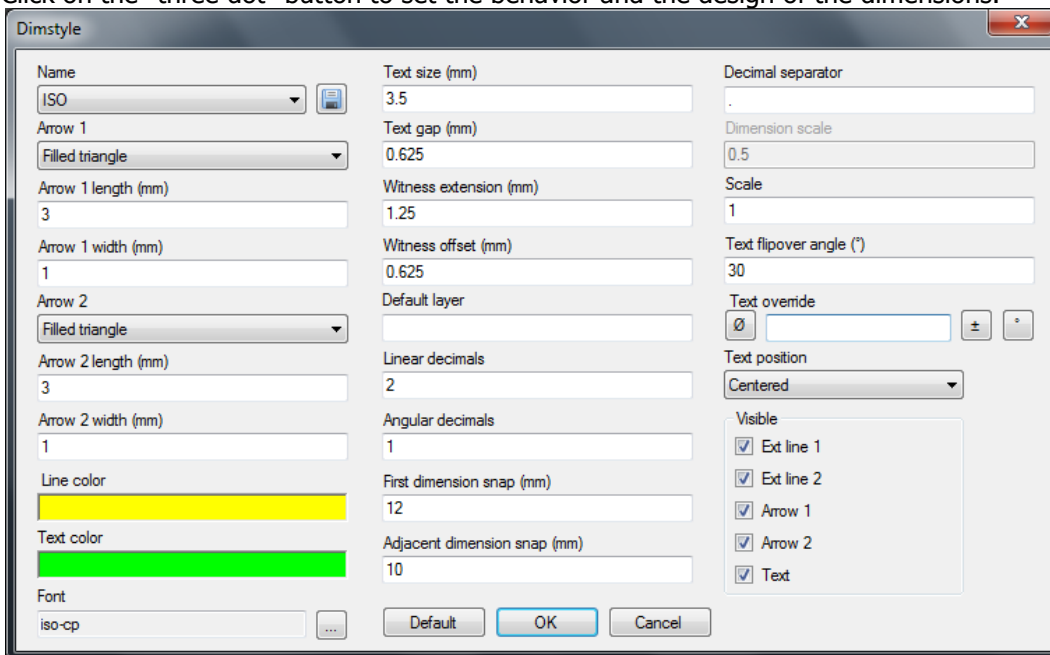 Click on the "three dot" button to set the behavior and the design of the dimensions.
Dimstyle
Name
ISO
Arrow 1
Filled triangle
Arrow 1 length (mm)
3
Arrow 1 width (mm)
1
Arrow 2
Filled triangle
Arrow 2 length (mm)
3
Arrow 2 width (mm)
1
Line color
Text color
Font
iso-cp
...
Text size (mm)
3.5
Text gap (mm)
0.625
Witness extension (mm)
1.25
Witness offset (mm)
0.625
Default layer
Linear decimals
2
Angular decimals
1
First dimension snap (mm)
12
Adjacent dimension snap (mm)
10
Default OK Cancel
Decimal separator
.
Dimension scale
0.5
Scale
1
Text flipover angle (°)
30
Text override
Ø ± °
Text position
Centered
Visible
Ext line 1
Ext line 2
Arrow 1
Arrow 2
Text